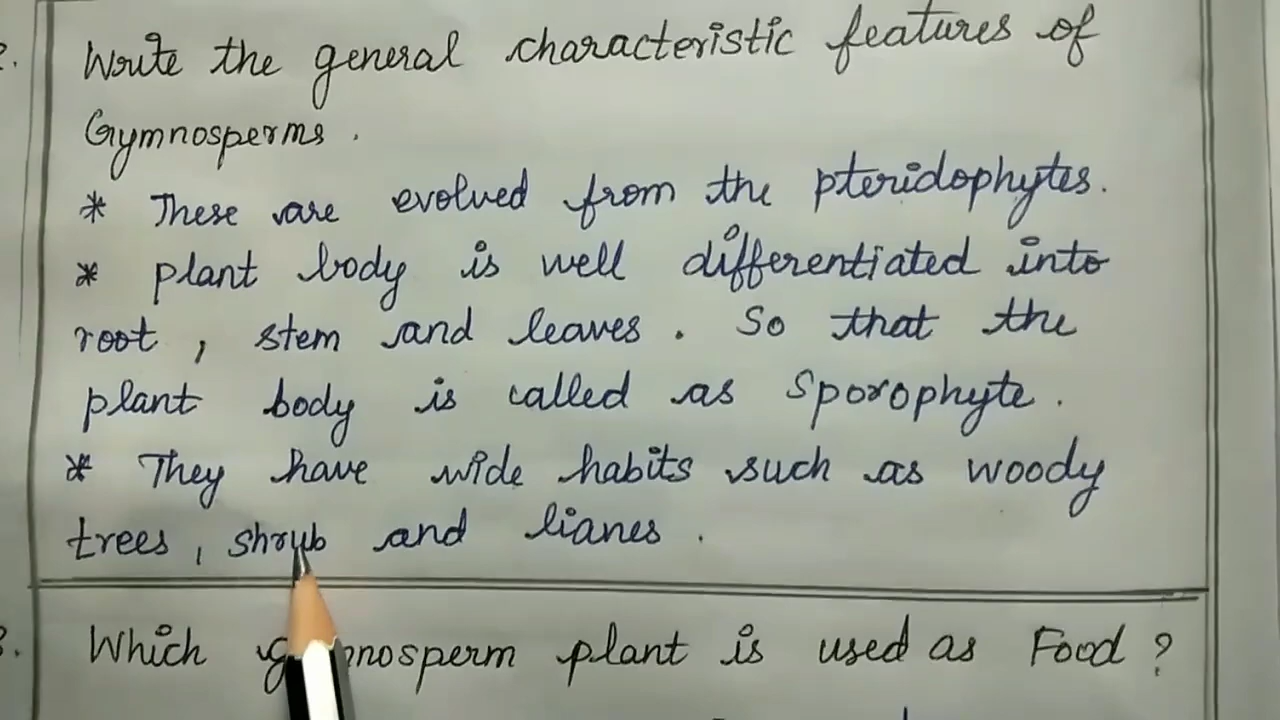 2.
Write the general characteristic features of
Gymnosperms.
* These are evolved from the pteridophytes.
* plant body is well differentiated into
root, stem and leaves. So that the
plant body is called as Sporophyte.
* They have wide habits such as woody
trees, shrub and lianes.
3.
Which plant is used as Food?